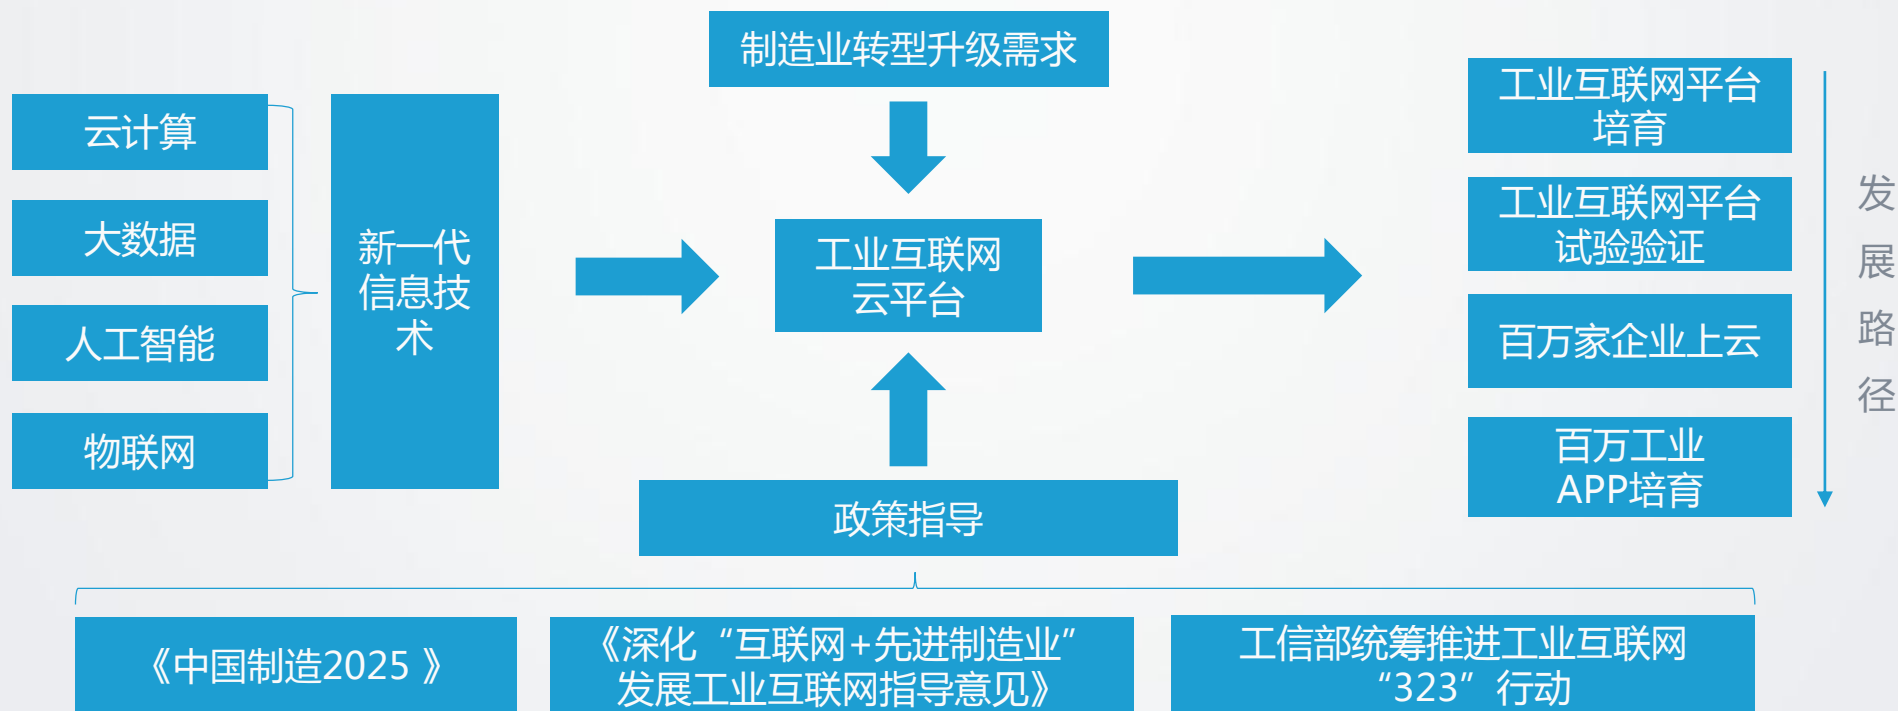 制造业转型升级需求
云计算
大数据
人工智能
物联网
新一代
信息技
术
工业互联网
云平台
工业互联网平台
培育
工业互联网平台
试验验证
百万家企业上云
百万工业
APP培育
发
展
路
径
政策指导
《中国制造2025 》
《深化“互联网+先进制造业”
发展工业互联网指导意见》
工信部统筹推进工业互联网
“323”行动